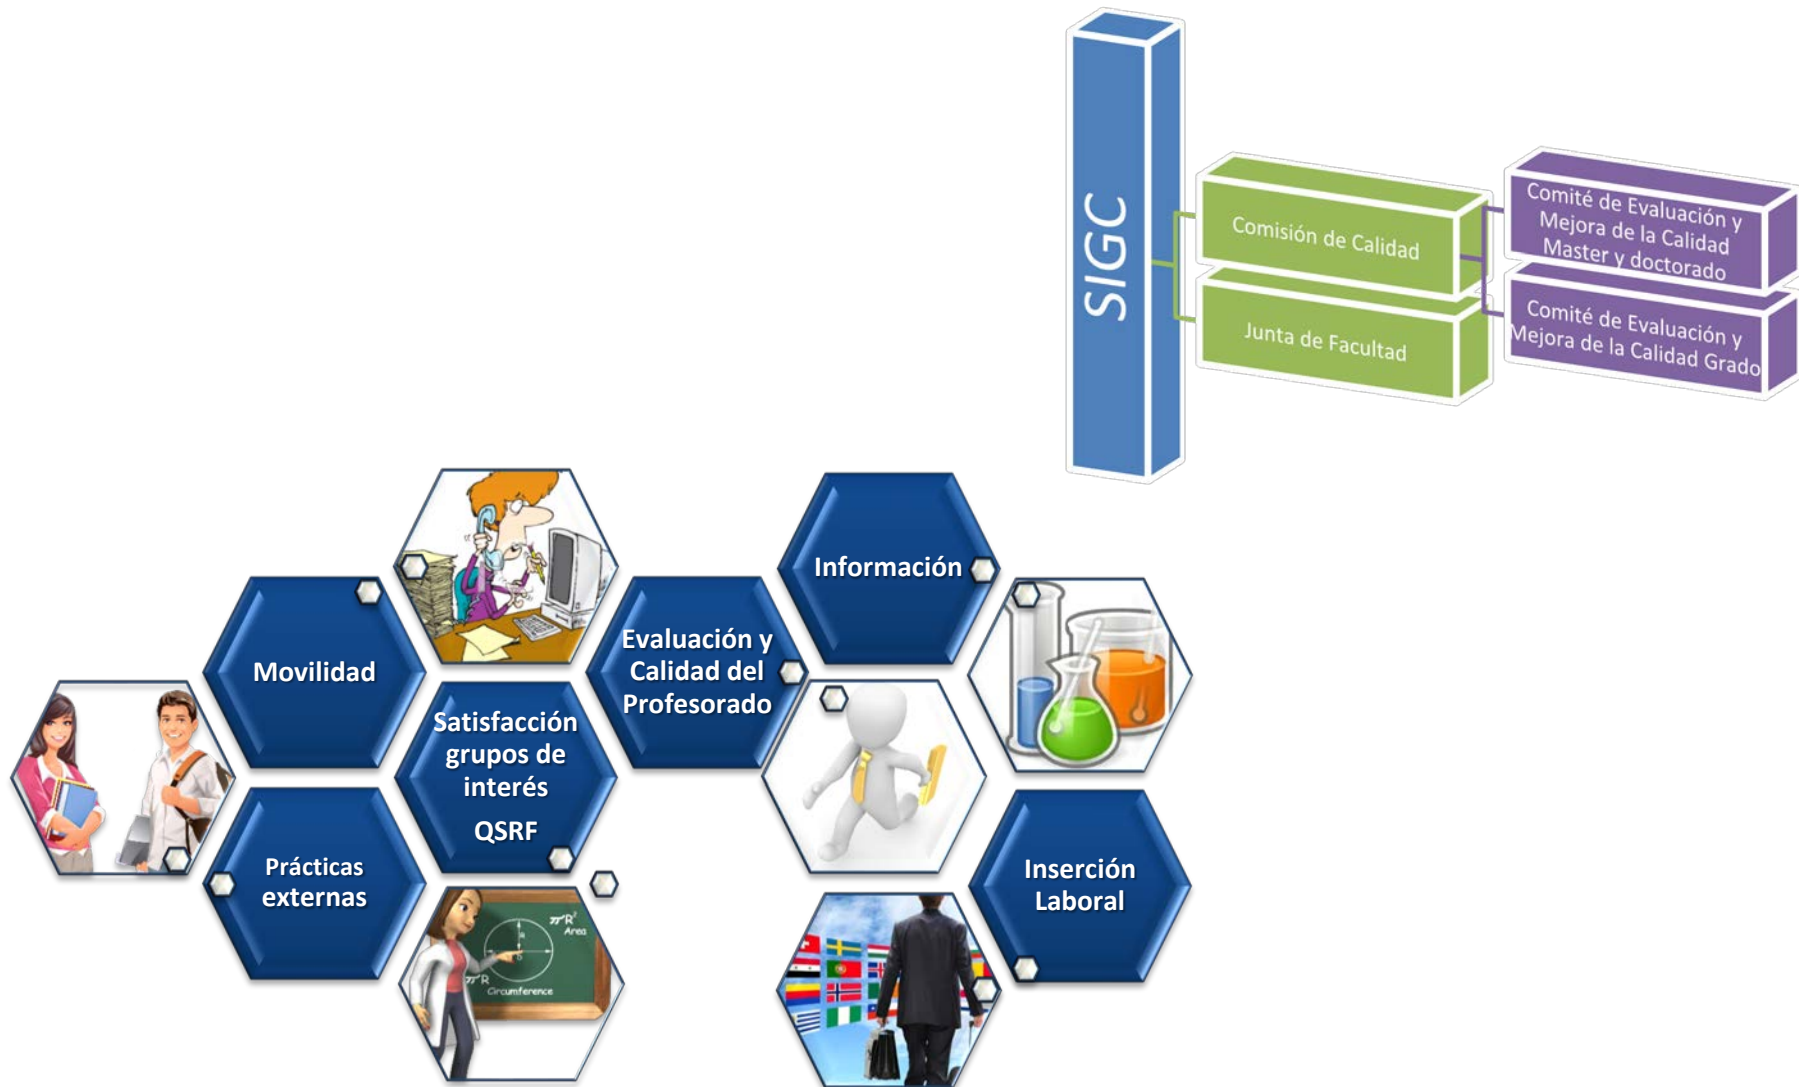 SIGC
Comisión de Calidad
Junta de Facultad
Comité de Evaluación y
Mejora de la Calidad
Master y doctorado
Comité de Evaluación y
Mejora de la Calidad Grado
Información
Evaluación y
Calidad del
Profesorado
Movilidad
Satisfacción
grupos de
interés
QSRF
Prácticas
externas
Inserción
Laboral
π R²
Area
R
π R
Circumference